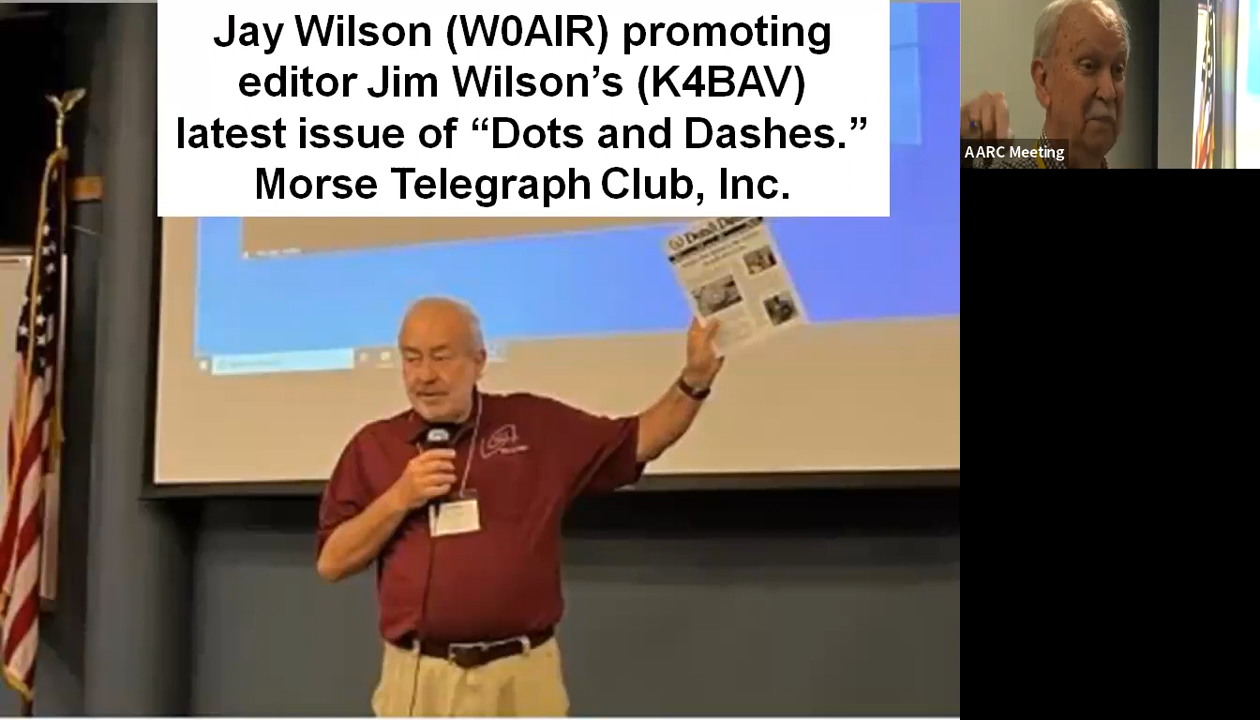 Jay Wilson (W0AIR) promoting
editor Jim Wilson’s (K4BAV)
latest issue of “Dots and Dashes.”
Morse Telegraph Club, Inc.
AARC Meeting